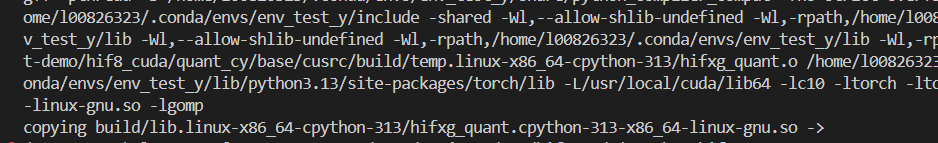 ome/l00826323/.conda/envs/env_test_y/include -shared -Wl,--allow-shlib-undefined -Wl,-rpath,/home/l008
v_test_y/lib -Wl,--allow-shlib-undefined -Wl,-rpath,/home/l00826323/.conda/envs/env_test_y/lib -Wl,-rp
t-demo/hif8_cuda/quant_cy/base/cusrc/build/temp.linux-x86_64-cpython-313/hifxg_quant.o /home/l00826323
onda/envs/env_test_y/lib/python3.13/site-packages/torch/lib -L/usr/local/cuda/lib64 -lc10 -ltorch -ltc
-linux-gnu.so -lgomp
copying build/lib.linux-x86_64-cpython-313/hifxg_quant.cpython-313-x86_64-linux-gnu.so ->